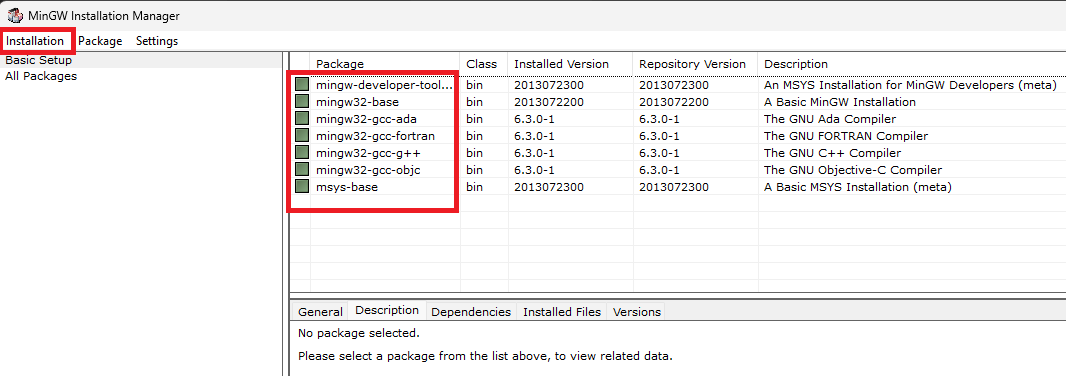 MinGW Installation Manager
Installation Package Settings
Basic Setup
All Packages
Package Class Installed Version Repository Version Description
mingw-developer-tool... bin 2013072300 2013072300 An MSYS Installation for MinGW Developers (meta)
mingw32-base bin 2013072200 2013072200 A Basic MinGW Installation
mingw32-gcc-ada bin 6.3.0-1 6.3.0-1 The GNU Ada Compiler
mingw32-gcc-fortran bin 6.3.0-1 6.3.0-1 The GNU FORTRAN Compiler
mingw32-gcc-g++ bin 6.3.0-1 6.3.0-1 The GNU C++ Compiler
mingw32-gcc-objc bin 6.3.0-1 6.3.0-1 The GNU Objective-C Compiler
msys-base bin 2013072300 2013072300 A Basic MSYS Installation (meta)
General Description Dependencies Installed Files Versions
No package selected.
Please select a package from the list above, to view related data.